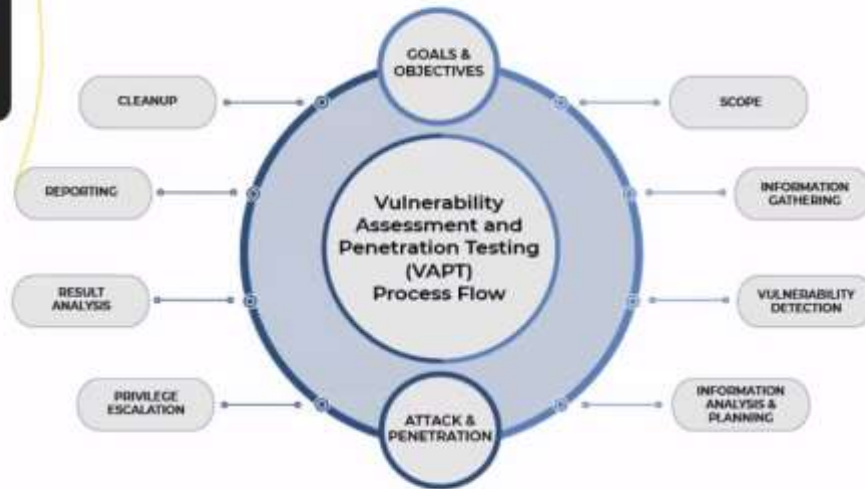 GOALS &
OBJECTIVES
SCOPE
INFORMATION
GATHERING
VULNERABILITY
DETECTION
INFORMATION
ANALYSIS &
PLANNING
ATTACK &
PENETRATION
PRIVILEGE
ESCALATION
RESULT
ANALYSIS
REPORTING
CLEANUP
Vulnerability
Assessment and
Penetration Testing
(VAPT)
Process Flow